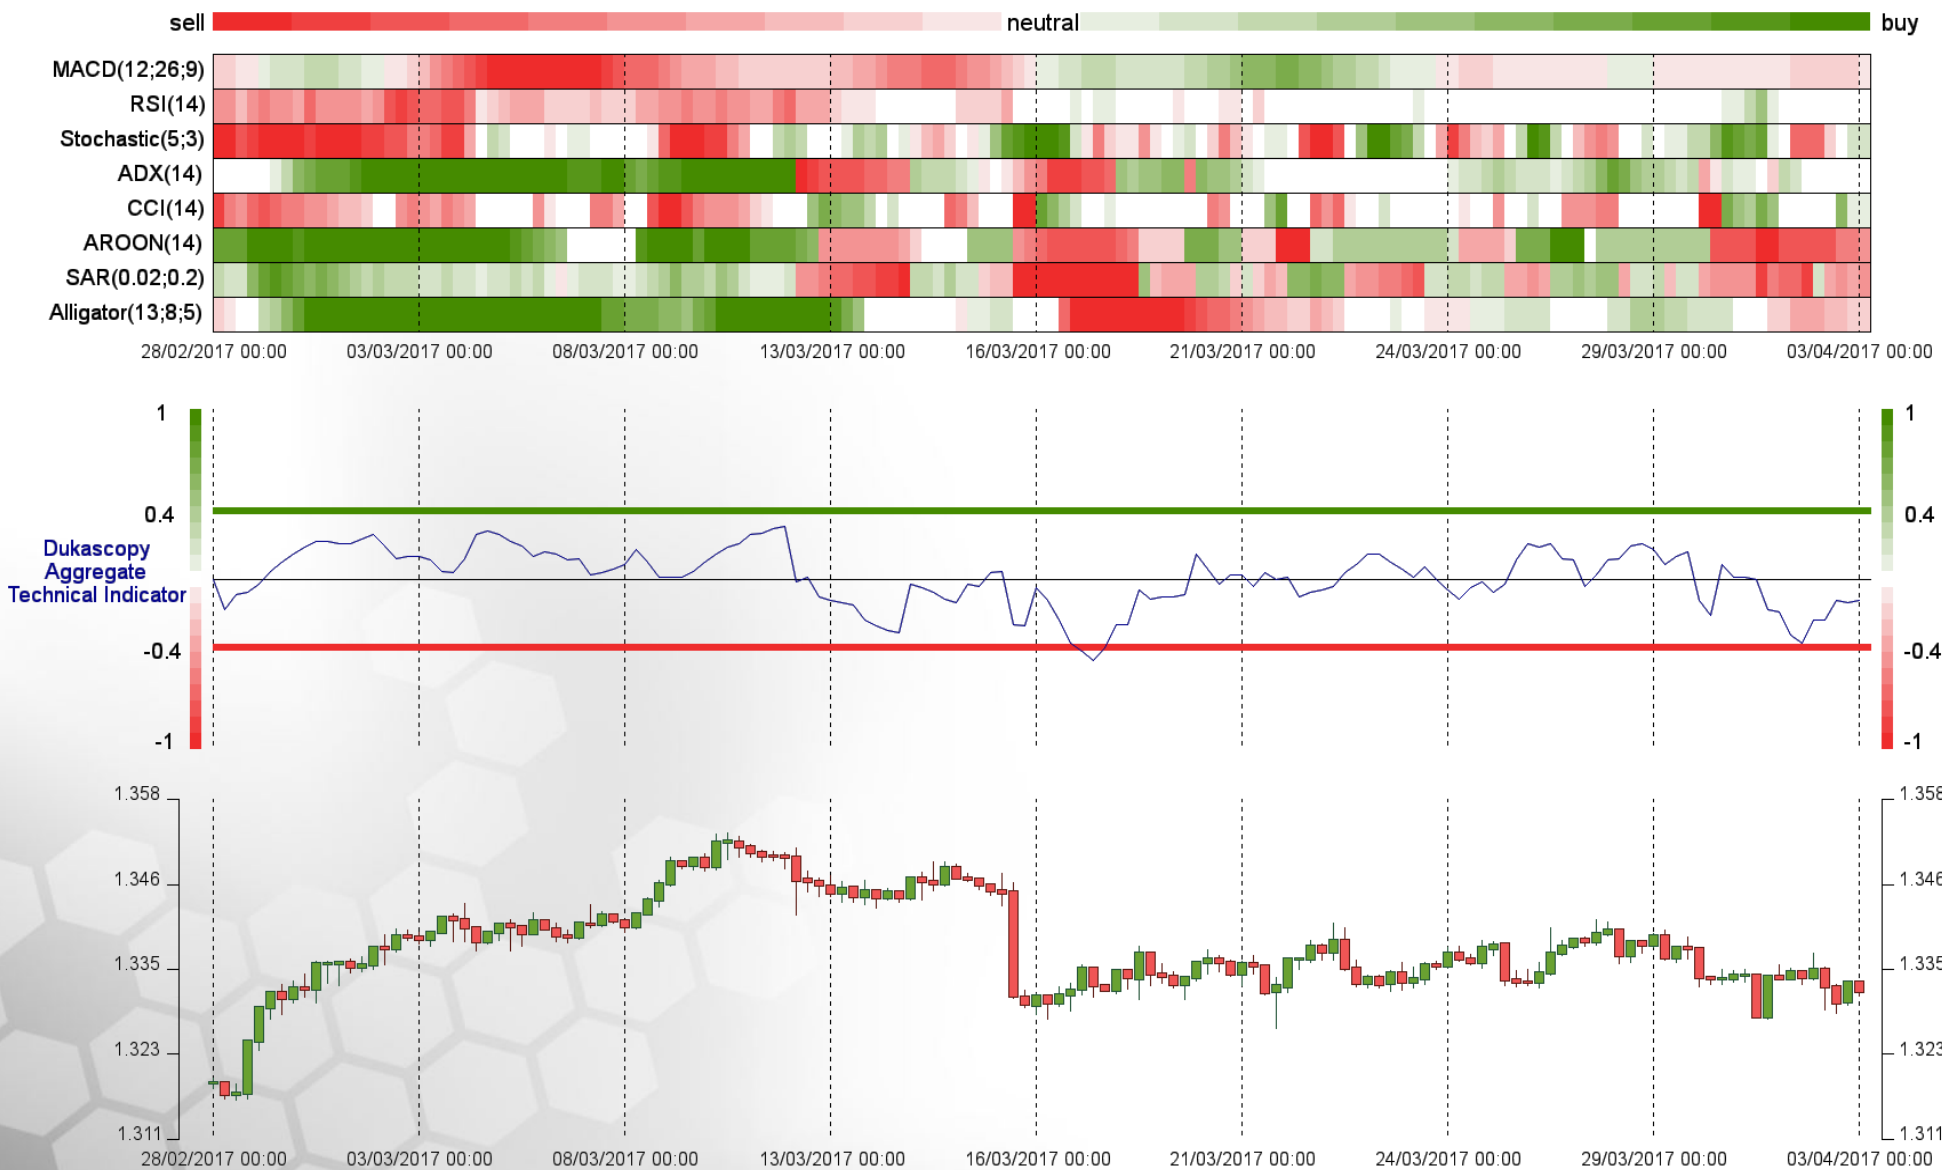 sell neutral buy
MACD(12;26;9)
RSI(14)
Stochastic(5;3)
ADX(14)
CCI(14)
AROON(14)
SAR(0.02;0.2)
Alligator(13;8;5)
28/02/2017 00:00 03/03/2017 00:00 08/03/2017 00:00 13/03/2017 00:00 16/03/2017 00:00 21/03/2017 00:00 24/03/2017 00:00 29/03/2017 00:00 03/04/2017 00:00
1 1
0.4 0.4
Dukascopy
Aggregate
Technical Indicator
-0.4 -0.4
-1 -1
1.358 1.358
1.346 1.346
1.335 1.335
1.323 1.323
1.311 1.311
28/02/2017 00:00 03/03/2017 00:00 08/03/2017 00:00 13/03/2017 00:00 16/03/2017 00:00 21/03/2017 00:00 24/03/2017 00:00 29/03/2017 00:00 03/04/2017 00:00